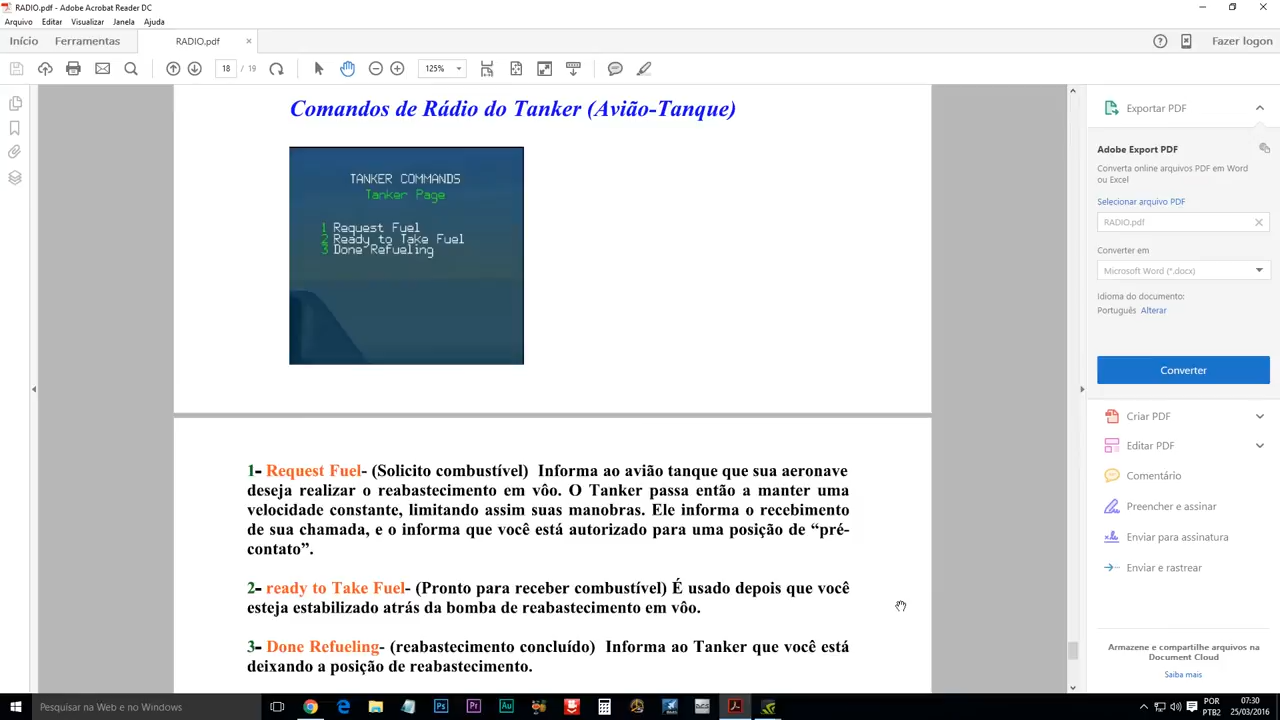 RADIO.pdf - Adobe Acrobat Reader DC
Arquivo Editar Visualizar Janela Ajuda
Início Ferramentas RADIO.pdf × Fazer logon
18 / 19 125%
Comandos de Rádio do Tanker (Avião-Tanque)
TANKER COMMANDS
Tanker Page
1 Request Fuel
2 Ready to Take Fuel
3 Done Refueling
1- Request Fuel- (Solicito combustível) Informa ao avião tanque que sua aeronave
deseja realizar o reabastecimento em vôo. O Tanker passa então a manter uma
velocidade constante, limitando assim suas manobras. Ele informa o recebimento
de sua chamada, e o informa que você está autorizado para uma posição de “pré-
contato”.
2- ready to Take Fuel- (Pronto para receber combustível) É usado depois que você
esteja estabilizado atrás da bomba de reabastecimento em vôo.
3- Done Refueling- (reabastecimento concluído) Informa ao Tanker que você está
deixando a posição de reabastecimento.
Exportar PDF
Adobe Export PDF
Converta online arquivos PDF em Word
ou Excel
Selecionar arquivo PDF
RADIO.pdf
Converter em
Microsoft Word (*.docx)
Idioma do documento:
Português Alterar
Converter
Criar PDF
Editar PDF
Comentário
Preencher e assinar
Enviar para assinatura
Enviar e rastrear
Armazene e compartilhe arquivos na
Document Cloud
Saiba mais
Pesquisar na Web e no Windows
Ps Pr Au
POR
PTB2
07:30
25/03/2016